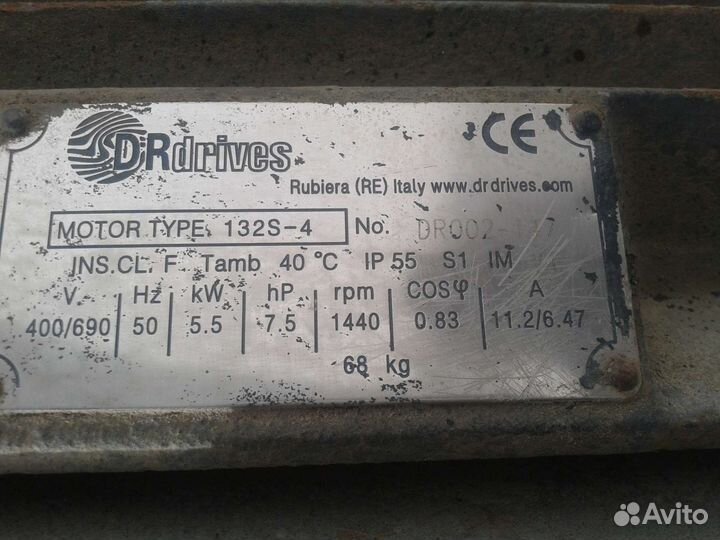 DRdrives
CE
Rubiera (RE) Italy www.drdrives.com
MOTOR TYPE 132S-4 No. DR002-117
INS.CL. F Tamb 40 °C IP 55 S1 IM
V. Hz kW hp rpm COSφ A
400/690 50 5.5 7.5 1440 0.83 11.2/6.47
68 kg
Avito